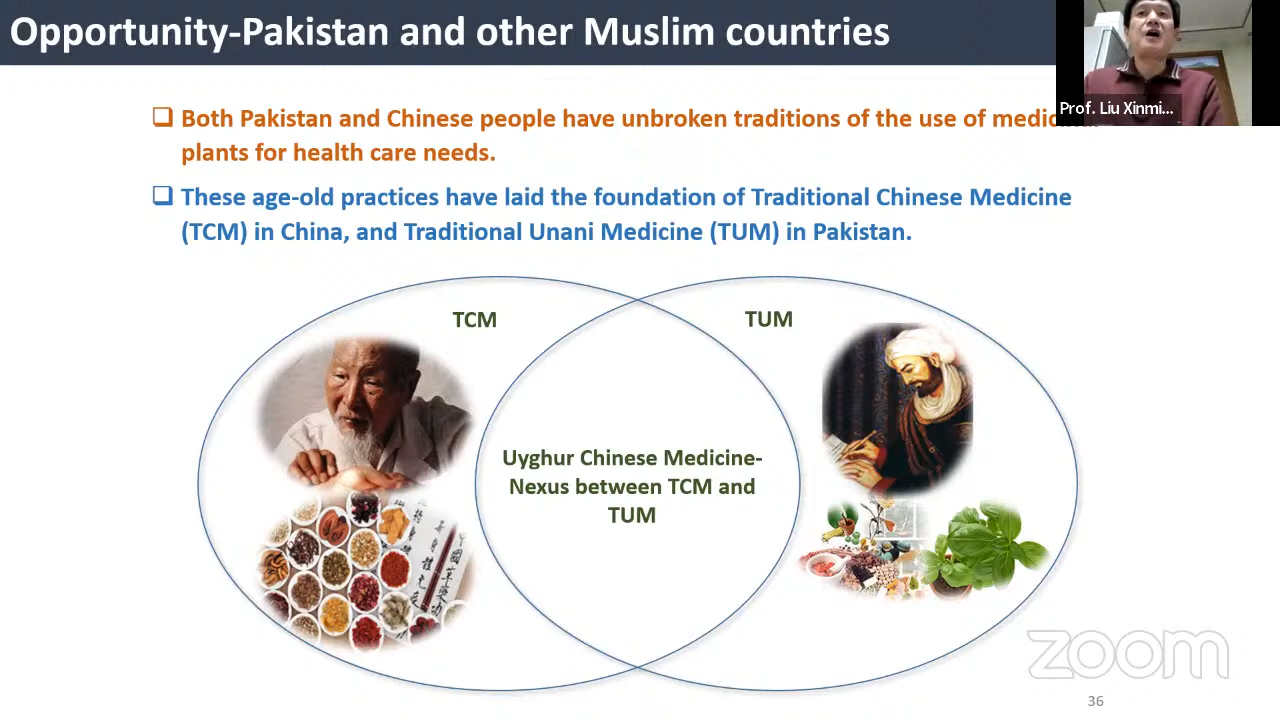 Opportunity-Pakistan and other Muslim countries
Prof. Liu Xinmi...
Both Pakistan and Chinese people have unbroken traditions of the use of
plants for health care needs.
These age-old practices have laid the foundation of Traditional Chinese Medicine
(TCM) in China, and Traditional Unani Medicine (TUM) in Pakistan.
TCM
TUM
Uyghur Chinese Medicine-
Nexus between TCM and
TUM
zoom
36